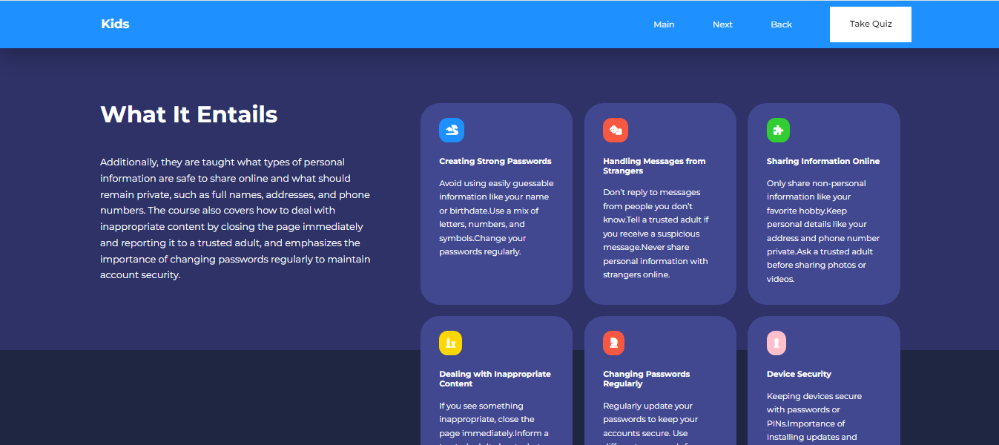 Kids
Main
Next
Back
Take Quiz
What It Entails
Additionally, they are taught what types of personal
information are safe to share online and what should
remain private, such as full names, addresses, and phone
numbers. The course also covers how to deal with
inappropriate content by closing the page immediately
and reporting it to a trusted adult, and emphasizes the
importance of changing passwords regularly to maintain
account security.
Creating Strong Passwords
Avoid using easily guessable
information like your name
or birthdate.Use a mix of
letters, numbers, and
symbols.Change your
passwords regularly.
Handling Messages from
Strangers
Don't reply to messages
from people you don't
know.Tell a trusted adult if
you receive a suspicious
message.Never share
personal information with
strangers online.
Sharing Information Online
Only share non-personal
information like your
favorite hobby.Keep
personal details like your
address and phone number
private.Ask a trusted adult
before sharing photos or
videos.
Dealing with Inappropriate
Content
If you see something
inappropriate, close the
page immediately.Inform a
Changing Passwords
Regularly
Regularly update your
passwords to keep your
accounts secure. Use
Device Security
Keeping devices secure
with passwords or
PINs.Importance of
installing updates and